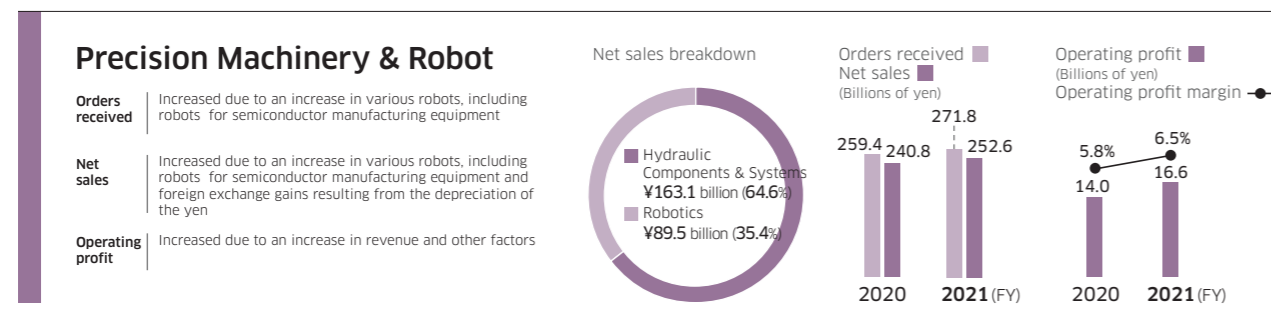 Precision Machinery & Robot
Orders
received
Increased due to an increase in various robots, including
robots for semiconductor manufacturing equipment
Net
sales
Increased due to an increase in various robots, including
robots for semiconductor manufacturing equipment and
foreign exchange gains resulting from the depreciation of
the yen
Operating
profit
Increased due to an increase in revenue and other factors
Net sales breakdown
Hydraulic
Components & Systems
¥163.1 billion (64.6%)
Robotics
¥89.5 billion (35.4%)
Orders received
Net sales
(Billions of yen)
271.8
259.4 240.8 252.6
2020 2021 (FY)
Operating profit
(Billions of yen)
Operating profit margin
5.8% 6.5%
14.0 16.6
2020 2021 (FY)